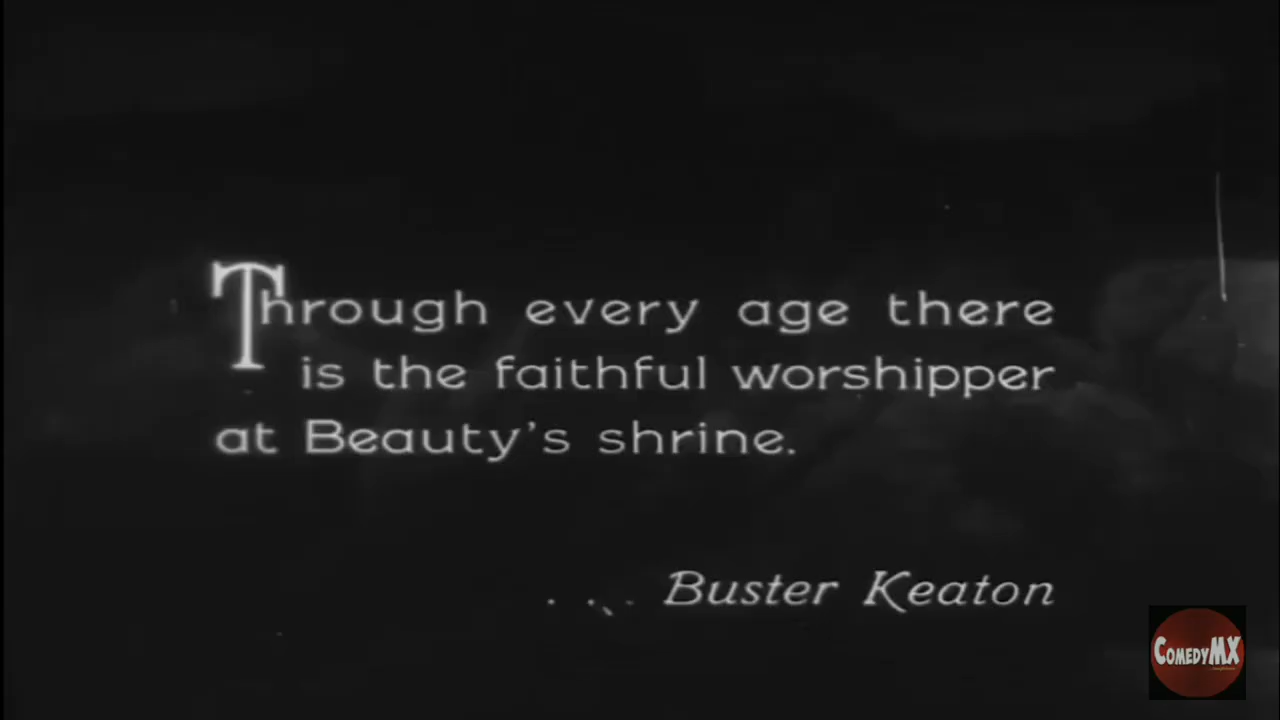 Through every age there
is the faithful worshipper
at Beauty's shrine.
. . . Buster Keaton
COMEDYMX